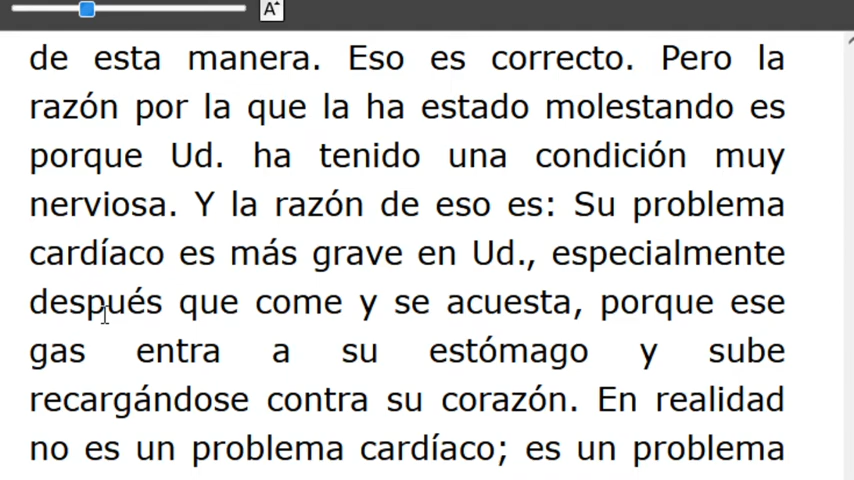 A
de esta manera. Eso es correcto. Pero la
razón por la que la ha estado molestando es
porque Ud. ha tenido una condición muy
nerviosa. Y la razón de eso es: Su problema
cardíaco es más grave en Ud., especialmente
después que come y se acuesta, porque ese
gas entra a su estómago y sube
recargándose contra su corazón. En realidad
no es un problema cardíaco; es un problema